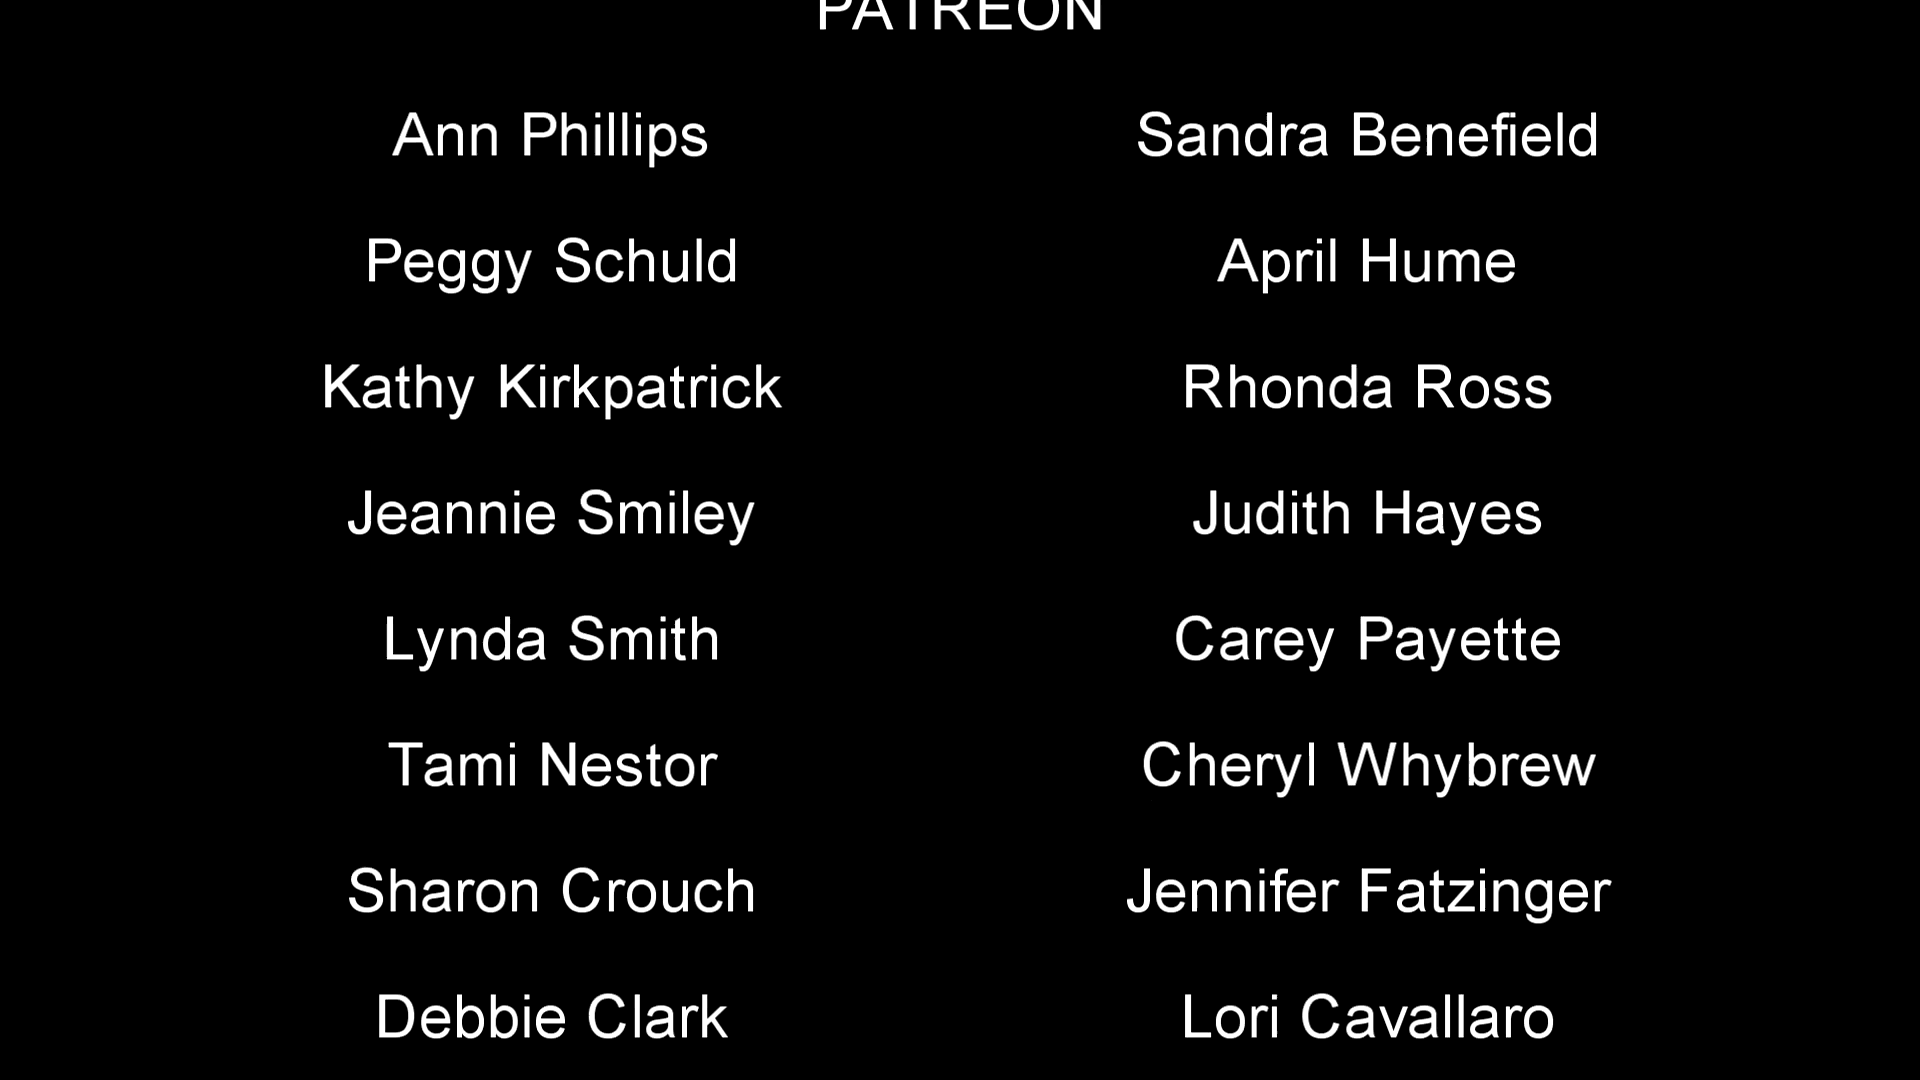 PATREON
Ann Phillips Sandra Benefield
Peggy Schuld April Hume
Kathy Kirkpatrick Rhonda Ross
Jeannie Smiley Judith Hayes
Lynda Smith Carey Payette
Tami Nestor Cheryl Whybrew
Sharon Crouch Jennifer Fatzinger
Debbie Clark Lori Cavallaro